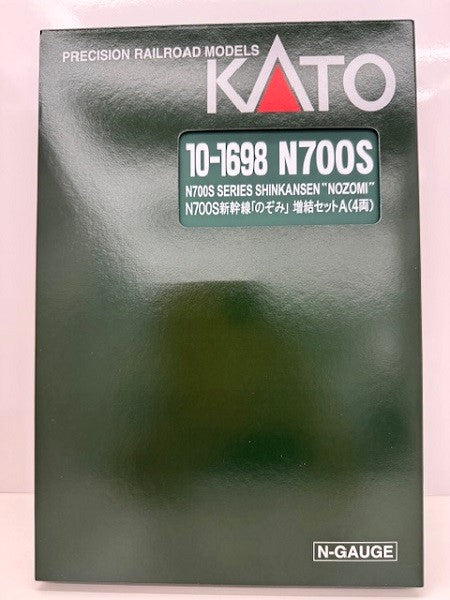 PRECISION RAILROAD MODELS
KATO
10-1698 N700S
N700S SERIES SHINKANSEN "NOZOMI"
N700S新幹線「のぞみ」 増結セットA(4両)
N-GAUGE